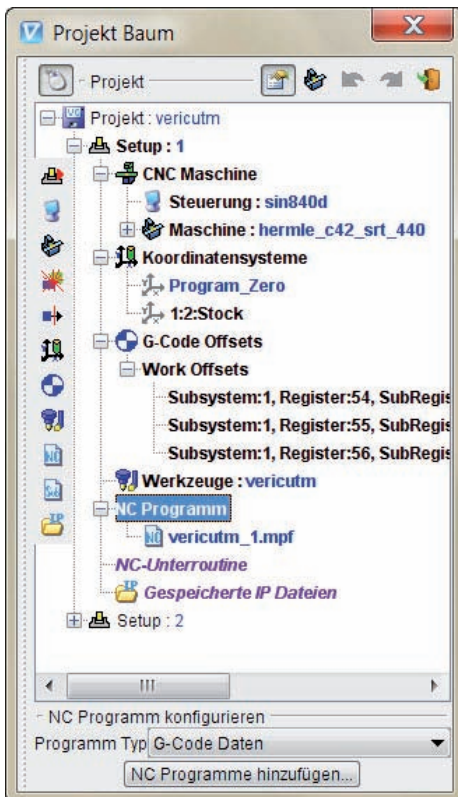 Projekt Baum
Projekt
Projekt : vericutm
Setup : 1
CNC Maschine
Steuerung : sin840d
Maschine : hermle_c42_srt_440
Koordinatensysteme
Program_Zero
1:2:Stock
G-Code Offsets
Work Offsets
Subsystem:1, Register:54, SubRegis
Subsystem:1, Register:55, SubRegis
Subsystem:1, Register:56, SubRegis
Werkzeuge : vericutm
NC Programm
vericutm_1.mpf
NC-Unterroutine
Gespeicherte IP Dateien
Setup : 2
NC Programm konfigurieren
Programm Typ G-Code Daten
NC Programme hinzufügen...